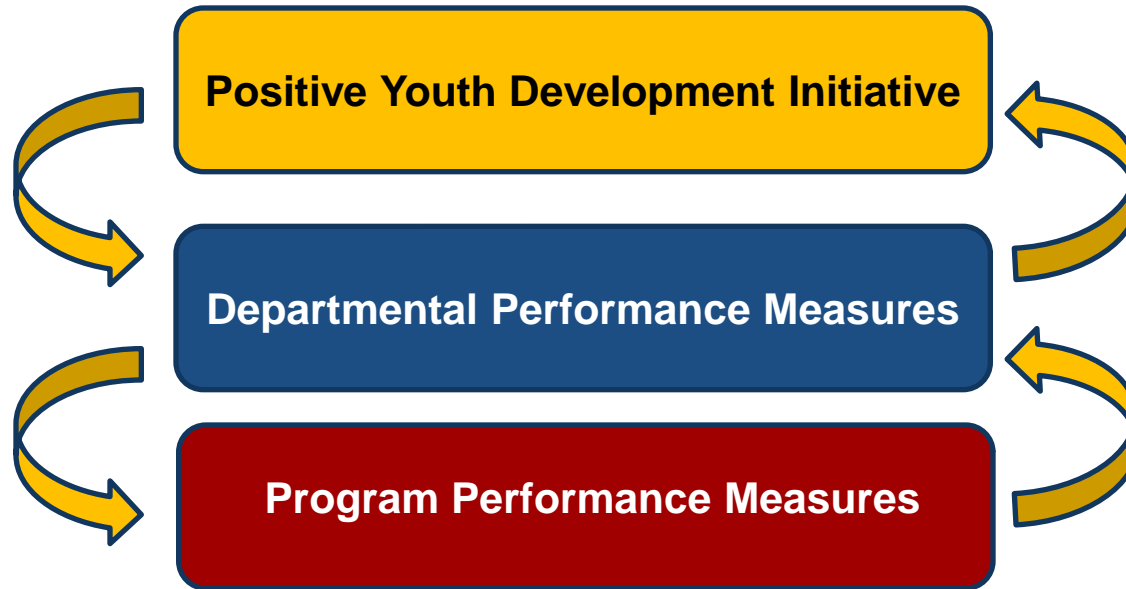 Positive Youth Development Initiative
Departmental Performance Measures
Program Performance Measures